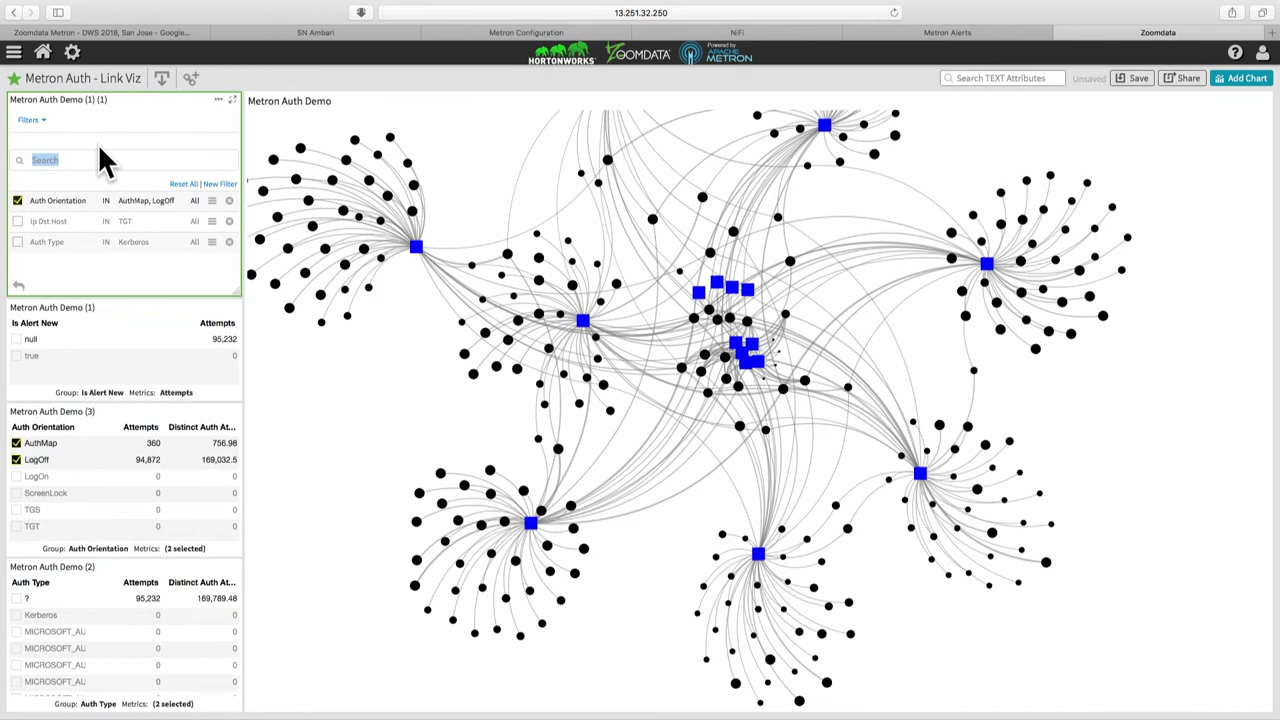 13.251.32.250
Zoomdata Metron - DWS 2018, San Jose - Google...
SN Ambari
Metron Configuration
NiFi
Metron Alerts
Zoomdata
HORTONWORKS
ZOOMDATA
Powered by
APACHE
METRON
Metron Auth - Link Viz
Search TEXT Attributes
Unsaved
Save
Share
Add Chart
Metron Auth Demo (1) (1)
Filters
Search
Reset All | New Filter
Auth Orientation IN AuthMap, LogOff All
Ip Dst Host IN TGT All
Auth Type IN Kerberos All
Metron Auth Demo (1)
Is Alert New Attempts
null 95,232
true 0
Group: Is Alert New Metrics: Attempts
Metron Auth Demo (3)
Auth Orientation Attempts Distinct Auth At...
AuthMap 360 756.98
LogOff 94,872 169,032.5
LogOn 0 0
ScreenLock 0 0
TGS 0 0
TGT 0 0
Group: Auth Orientation Metrics: (2 selected)
Metron Auth Demo (2)
Auth Type Attempts Distinct Auth At...
? 95,232 169,789.48
Kerberos 0 0
MICROSOFT_AU 0 0
MICROSOFT_AU 0 0
MICROSOFT_AU 0 0
MICROSOFT_AU 0 0
Group: Auth Type Metrics: (2 selected)
Metron Auth Demo